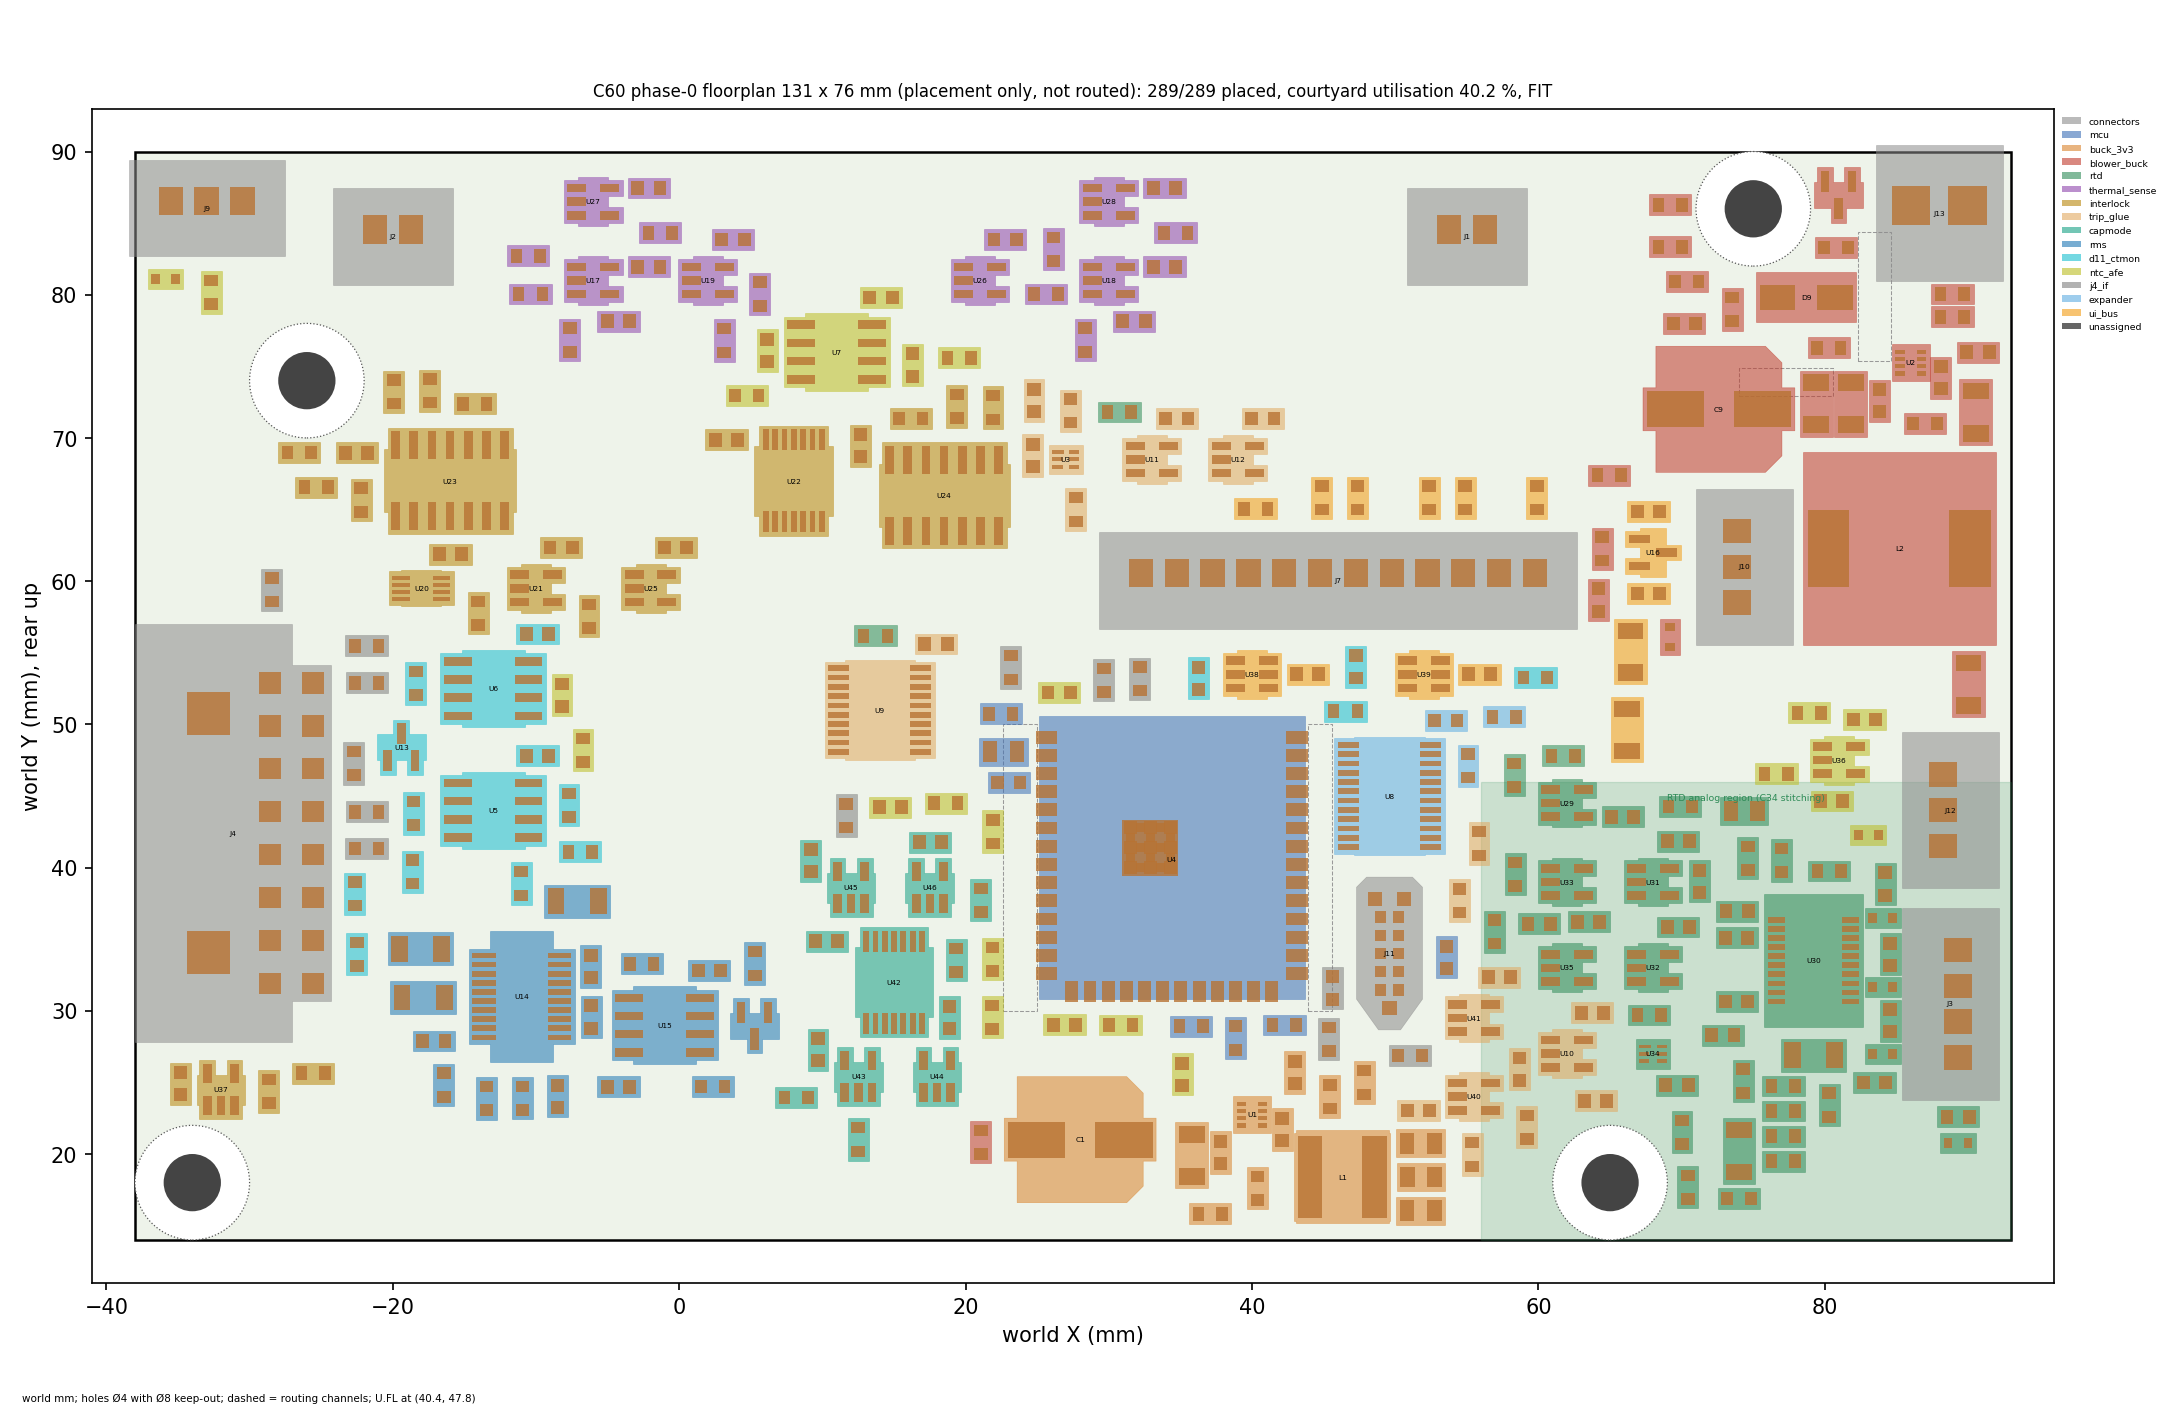 C60 phase-0 floorplan 131 x 76 mm (placement only, not routed): 289/289 placed, courtyard utilisation 40.2 %, FIT
connectors
mcu
buck_3v3
blower_buck
rtd
thermal_sense
interlock
trip_glue
capmode
rms
d11_ctmon
ntc_afe
j4_if
expander
ui_bus
unassigned
90
80
70
60
50
40
30
20
world Y (mm), rear up
J9
J2
U27
U28
J1
J13
U17
U19
U26
U18
D9
U7
U2
C9
U23
U22
U24
U3
U11
U12
L2
U20
U21
U25
J7
U16
J10
U6
U13
U9
U38
U39
U5
U8
U36
J12
J4
RTD analog region (C34 stitching)
U29
U4
U45
U46
U33
U31
U14
U15
U42
J11
U35
U32
U30
J3
U37
U43
U44
U41
U10
U34
U40
U1
C1
L1
−40
−20
0
20
40
60
80
world X (mm)
world mm; holes Ø4 with Ø8 keep-out; dashed = routing channels; U.FL at (40.4, 47.8)